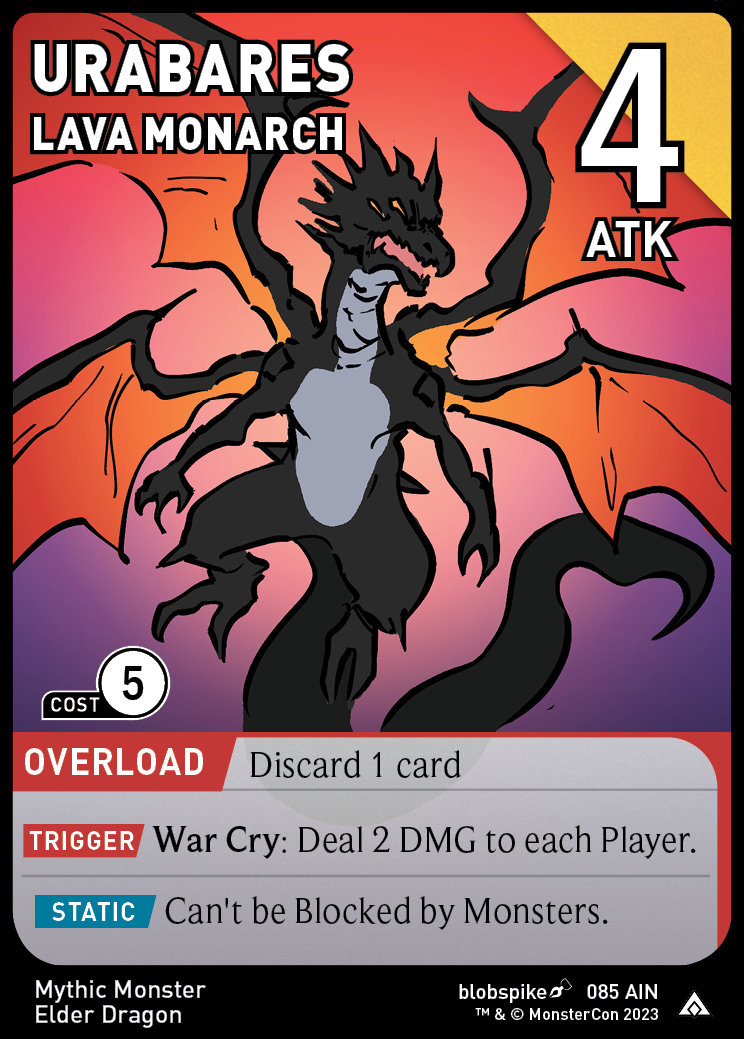 URABARES
LAVA MONARCH
4
ATK
COST 5
OVERLOAD Discard 1 card
TRIGGER War Cry: Deal 2 DMG to each Player.
STATIC Can't be Blocked by Monsters.
Mythic Monster
Elder Dragon
blobspike 085 AIN
™ & © MonsterCon 2023